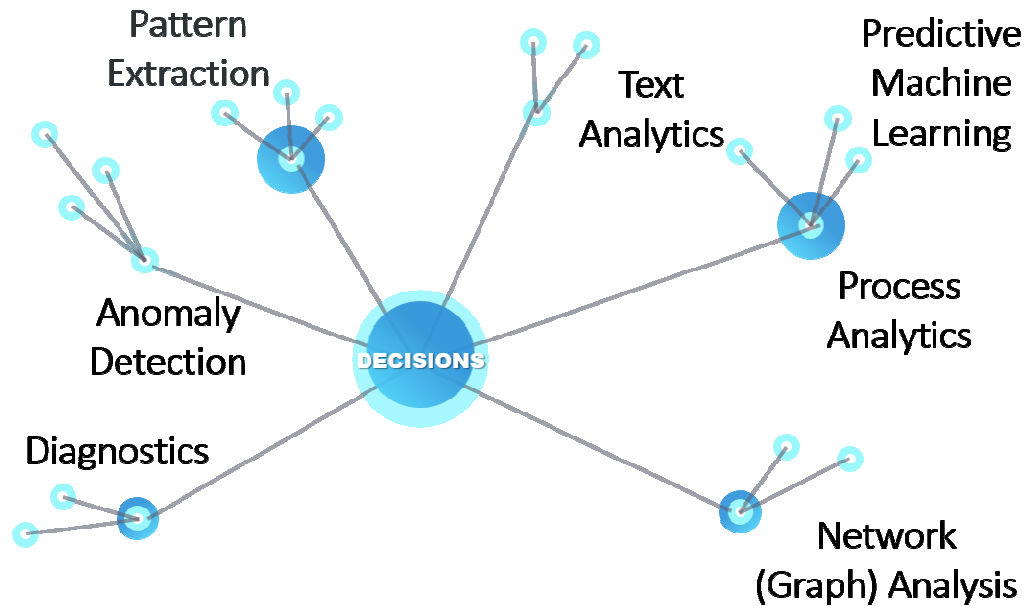 Pattern
Extraction
Text
Analytics
Predictive
Machine
Learning
Anomaly
Detection
DECISIONS
Process
Analytics
Diagnostics
Network
(Graph) Analysis